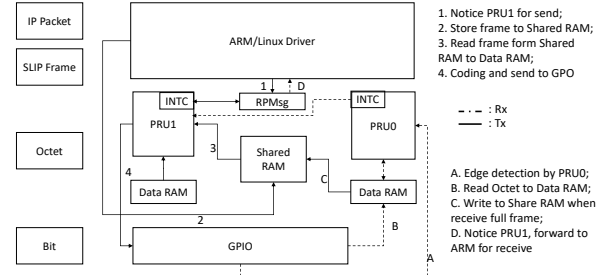 IP Packet
SLIP Frame
Octet
Bit
ARM/Linux Driver
1
D
INTC
RPMsg
INTC
PRU1
PRU0
3
Shared
RAM
4
C
Data RAM
Data RAM
2
B
GPIO
A
1. Notice PRU1 for send;
2. Store frame to Shared RAM;
3. Read frame form Shared
RAM to Data RAM;
4. Coding and send to GPO
: Rx
: Tx
A. Edge detection by PRU0;
B. Read Octet to Data RAM;
C. Write to Share RAM when
receive full frame;
D. Notice PRU1, forward to
ARM for receive